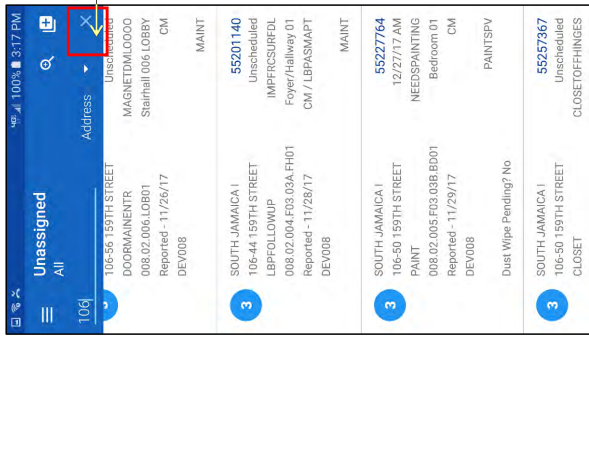 4G 100% 3:17 PM
Unassigned
All
106 Address
Unscheduled
106-56 159TH STREET MAGNETDMLOOOO
DOORMAINENTR Stairhall 006 LOBBY
008.02.006.LOB01 CM
Reported - 11/26/17
DEV008 MAINT
3
SOUTH JAMAICA I 55201140
106-44 159TH STREET Unscheduled
LBPFOLLOWUP IMPFRCSURFDL
008.02.004.F03.03A.FH01 Foyer/Hallway 01
Reported - 11/28/17 CM / LBPASMAPT
DEV008
MAINT
3
SOUTH JAMAICA I 55227764
106-50 159TH STREET 12/27/17 AM
PAINT NEEDSPAINTING
008.02.005.F03.03B.BD01 Bedroom 01
Reported - 11/29/17 CM
DEV008
PAINTSPV
Dust Wipe Pending? No
3
SOUTH JAMAICA I 55257367
106-50 159TH STREET Unscheduled
CLOSET CLOSETOFFHINGES